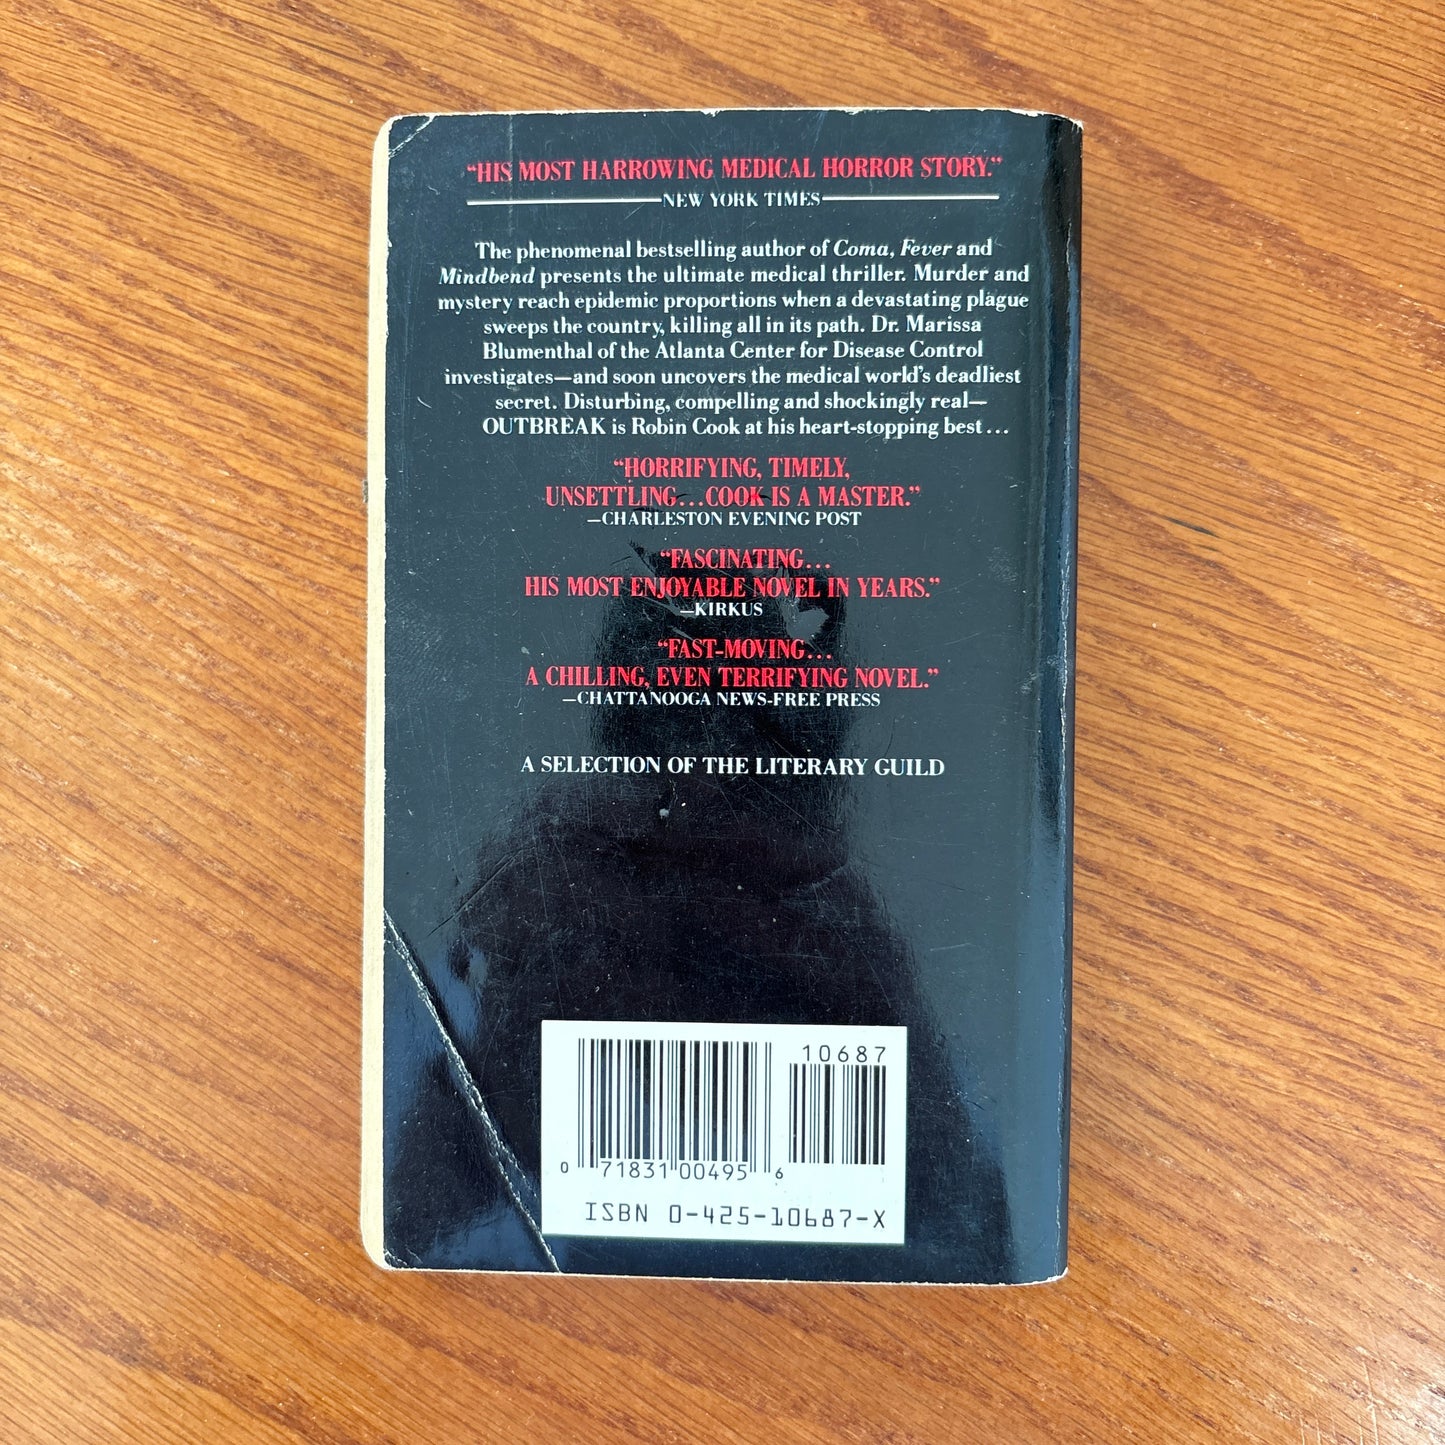 “HIS MOST HARROWING MEDICAL HORROR STORY.”
NEW YORK TIMES
The phenomenal bestselling author of Coma, Fever and
Mindbend presents the ultimate medical thriller. Murder and
mystery reach epidemic proportions when a devastating plague
sweeps the country, killing all in its path. Dr. Marissa
Blumenthal of the Atlanta Center for Disease Control
investigates—and soon uncovers the medical world’s deadliest
secret. Disturbing, compelling and shockingly real—
OUTBREAK is Robin Cook at his heart-stopping best . . .
“HORRIFYING, TIMELY,
UNSETTLING . . . COOK IS A MASTER.”
—CHARLESTON EVENING POST
“FASCINATING . . .
HIS MOST ENJOYABLE NOVEL IN YEARS.”
—KIRKUS
“FAST-MOVING . . .
A CHILLING, EVEN TERRIFYING NOVEL.”
—CHATTANOOGA NEWS-FREE PRESS
A SELECTION OF THE LITERARY GUILD
10687
0 71831 00495 6
ISBN 0-425-10687-X